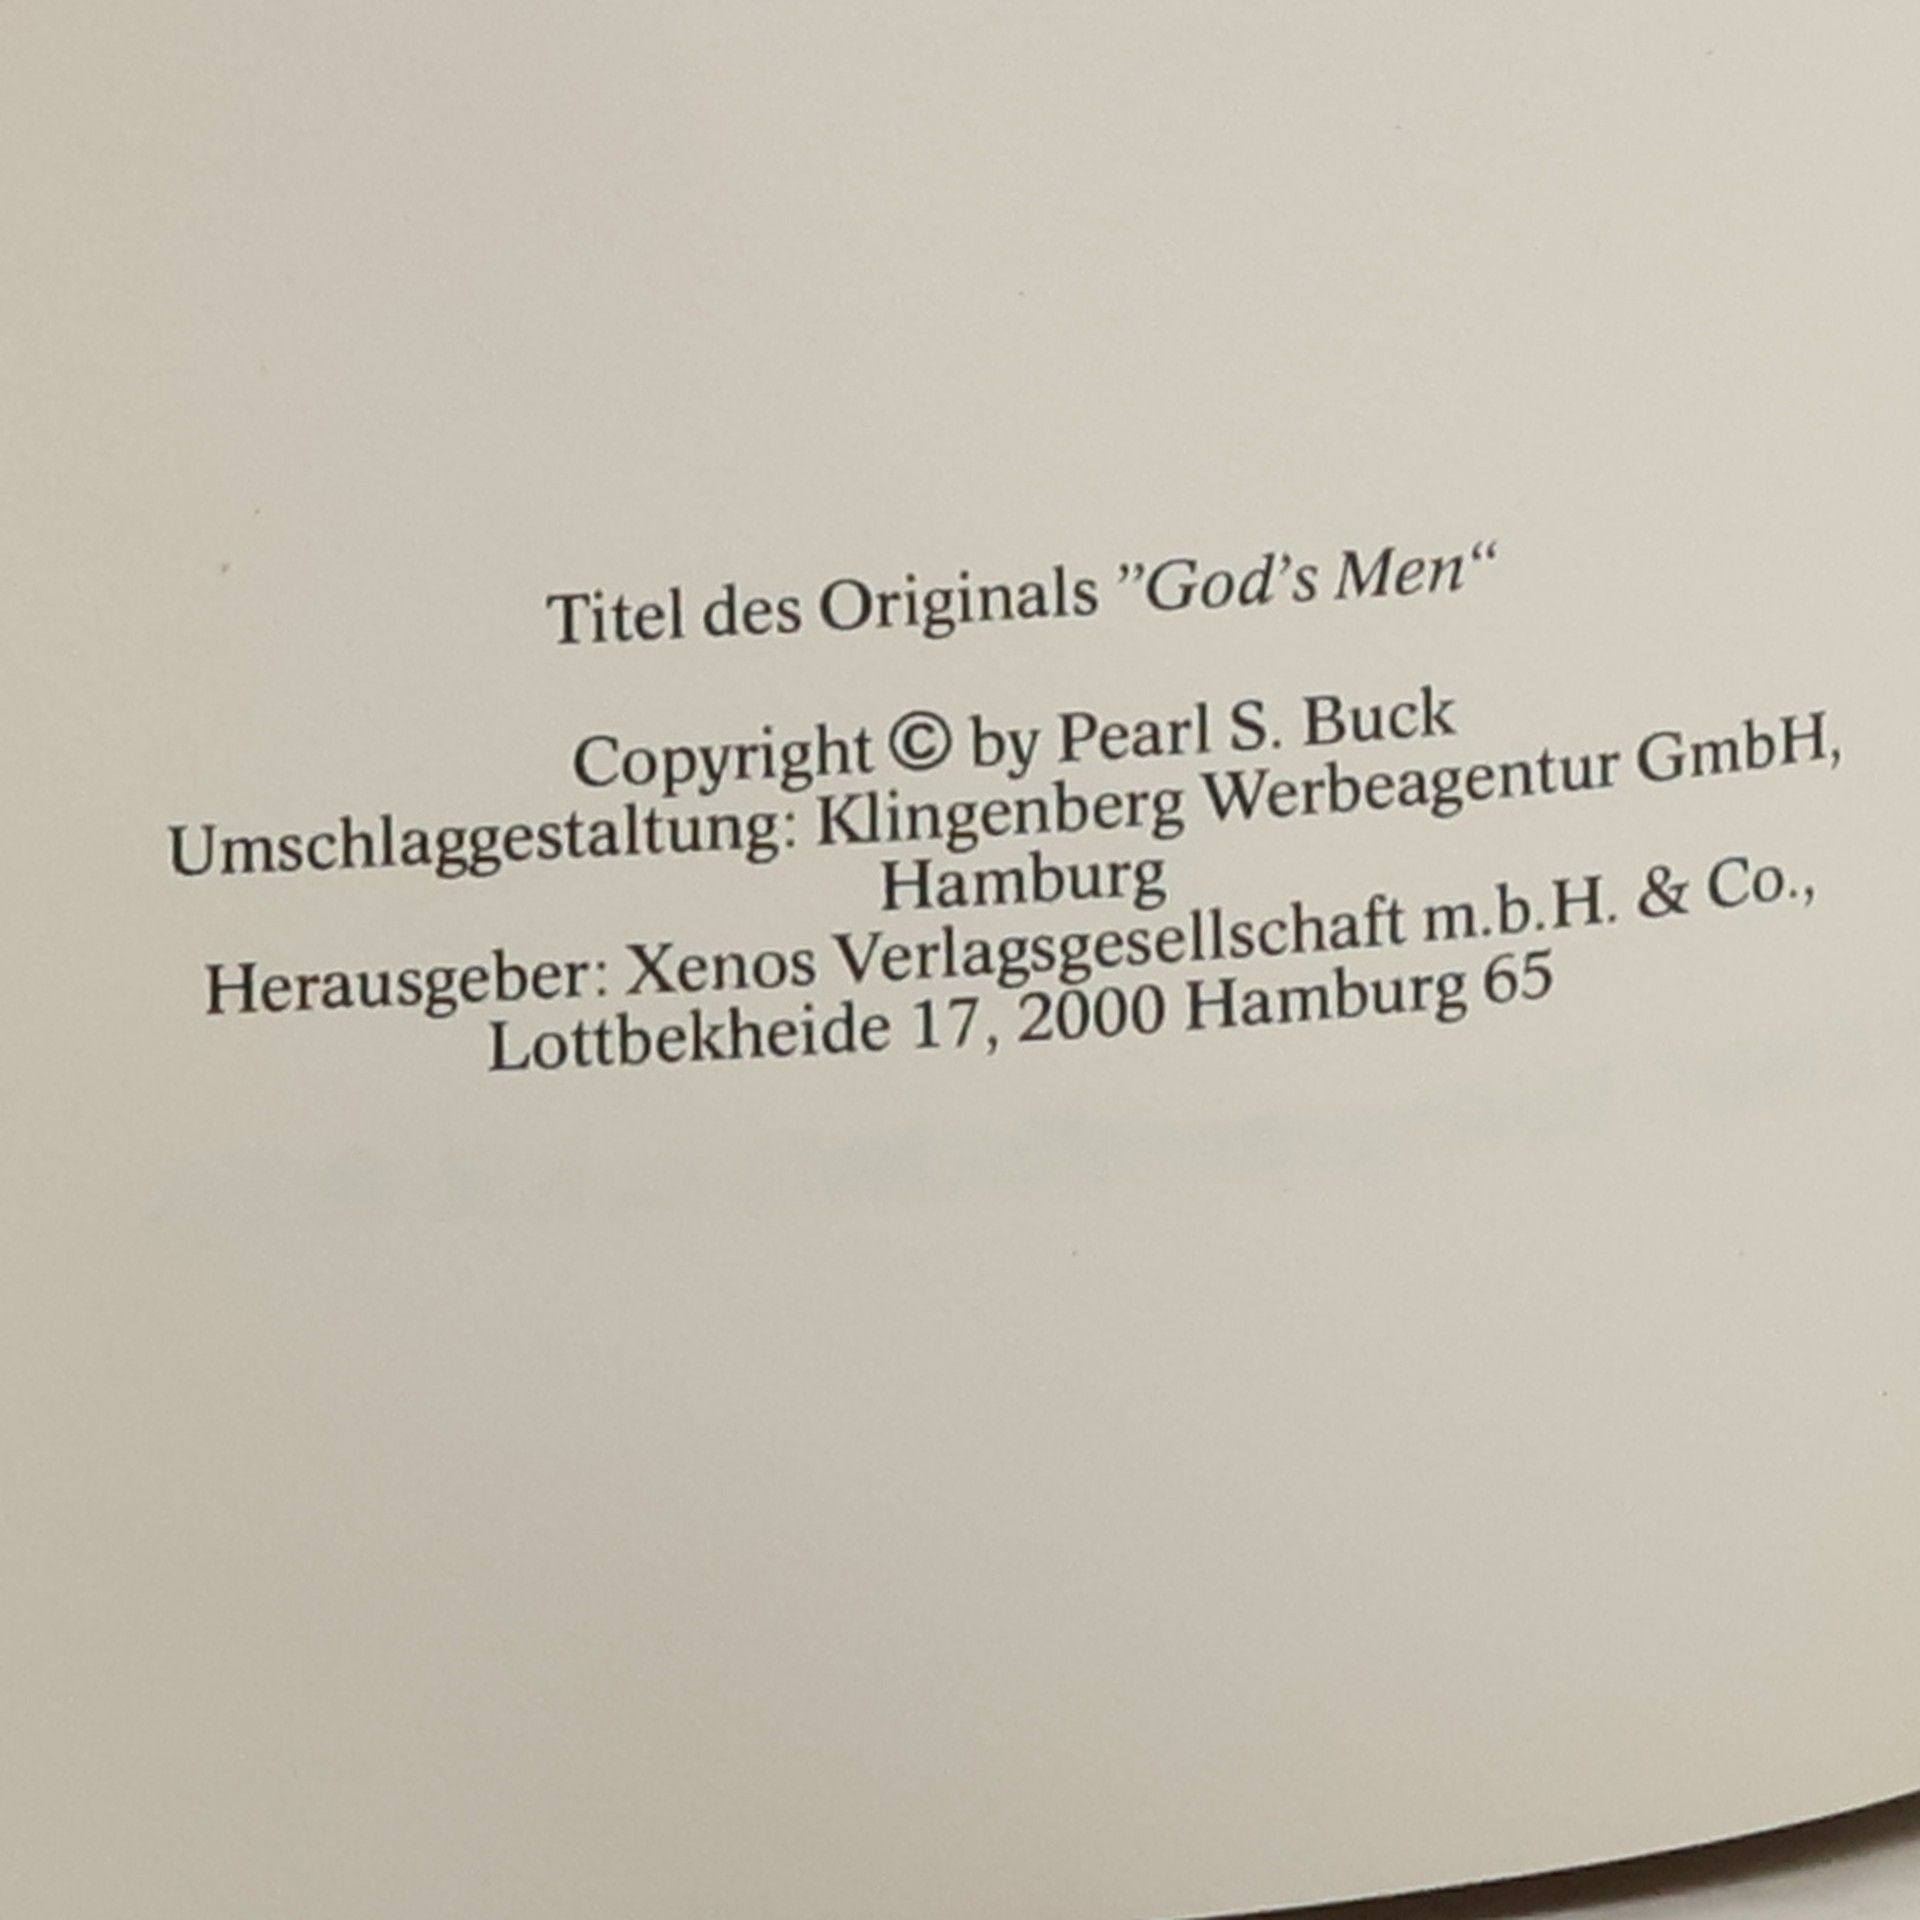 Titel des Originals ”God’s Men“
Copyright © by Pearl S. Buck
Umschlaggestaltung: Klingenberg Werbeagentur GmbH,
Hamburg
Herausgeber: Xenos Verlagsgesellschaft m.b.H. & Co.,
Lottbekheide 17, 2000 Hamburg 65